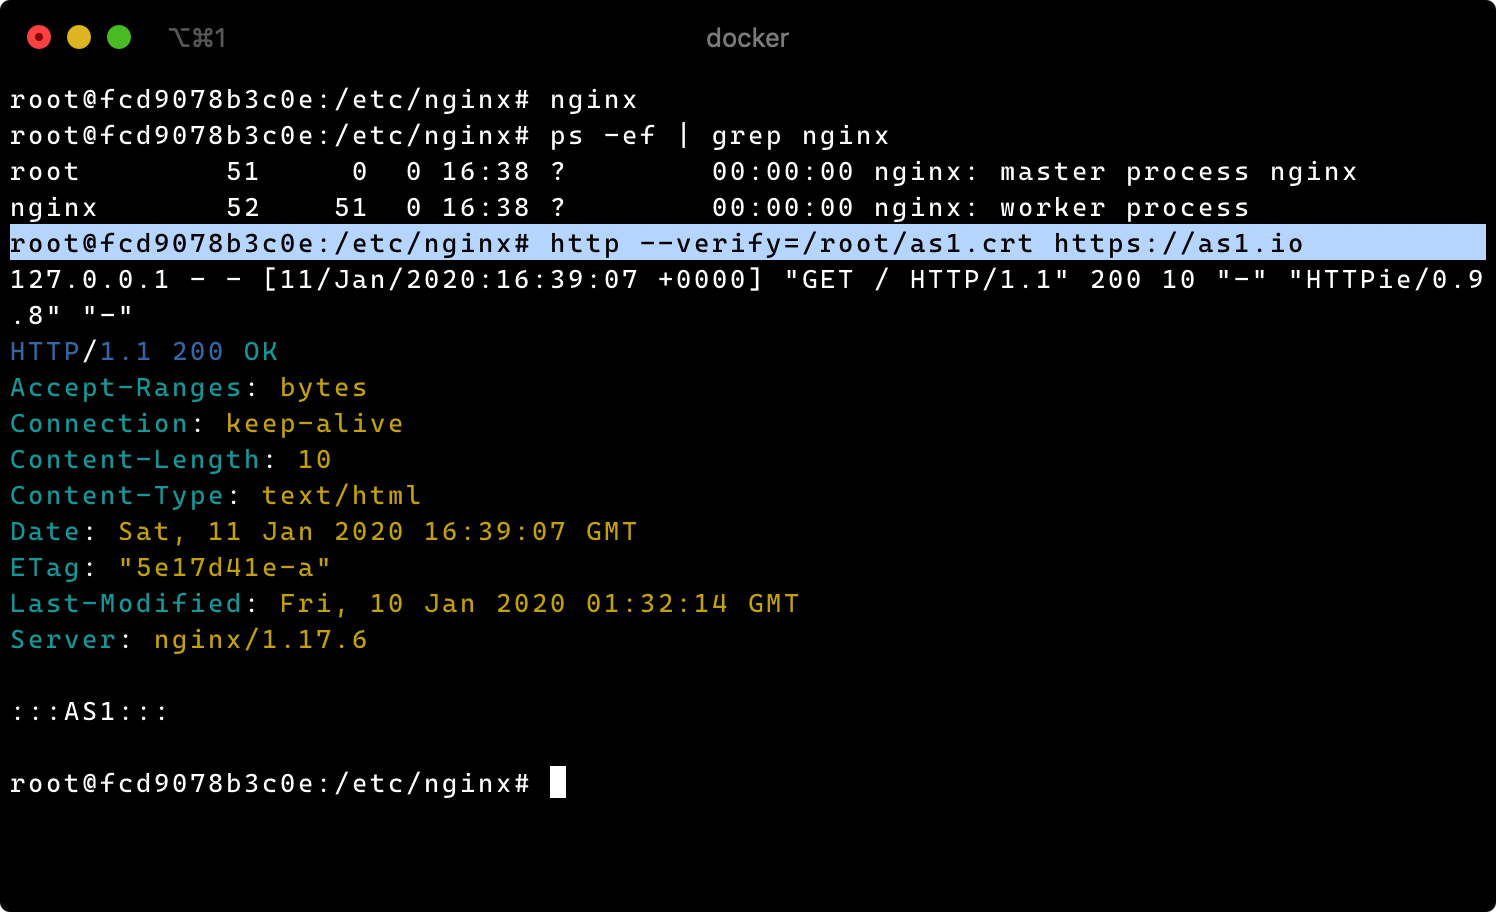 ⌥⌘1
docker
root@fcd9078b3c0e:/etc/nginx# nginx
root@fcd9078b3c0e:/etc/nginx# ps -ef | grep nginx
root        51     0  0 16:38 ?        00:00:00 nginx: master process nginx
nginx       52    51  0 16:38 ?        00:00:00 nginx: worker process
root@fcd9078b3c0e:/etc/nginx# http --verify=/root/as1.crt https://as1.io
127.0.0.1 - - [11/Jan/2020:16:39:07 +0000] "GET / HTTP/1.1" 200 10 "-" "HTTPie/0.9
.8" "-"
HTTP/1.1 200 OK
Accept-Ranges: bytes
Connection: keep-alive
Content-Length: 10
Content-Type: text/html
Date: Sat, 11 Jan 2020 16:39:07 GMT
ETag: "5e17d41e-a"
Last-Modified: Fri, 10 Jan 2020 01:32:14 GMT
Server: nginx/1.17.6
:::AS1:::
root@fcd9078b3c0e:/etc/nginx#